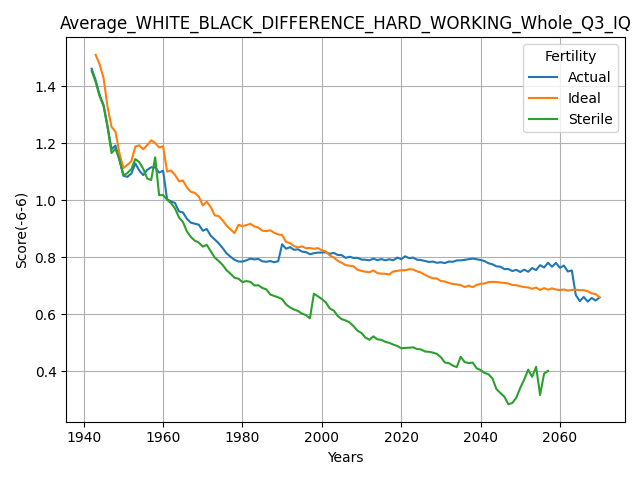 Average_WHITE_BLACK_DIFFERENCE_HARD_WORKING_Whole_Q3_IQ
Fertility
Actual
Ideal
Sterile
Score(-6-6)
1.4
1.2
1.0
0.8
0.6
0.4
1940 1960 1980 2000 2020 2040 2060
Years